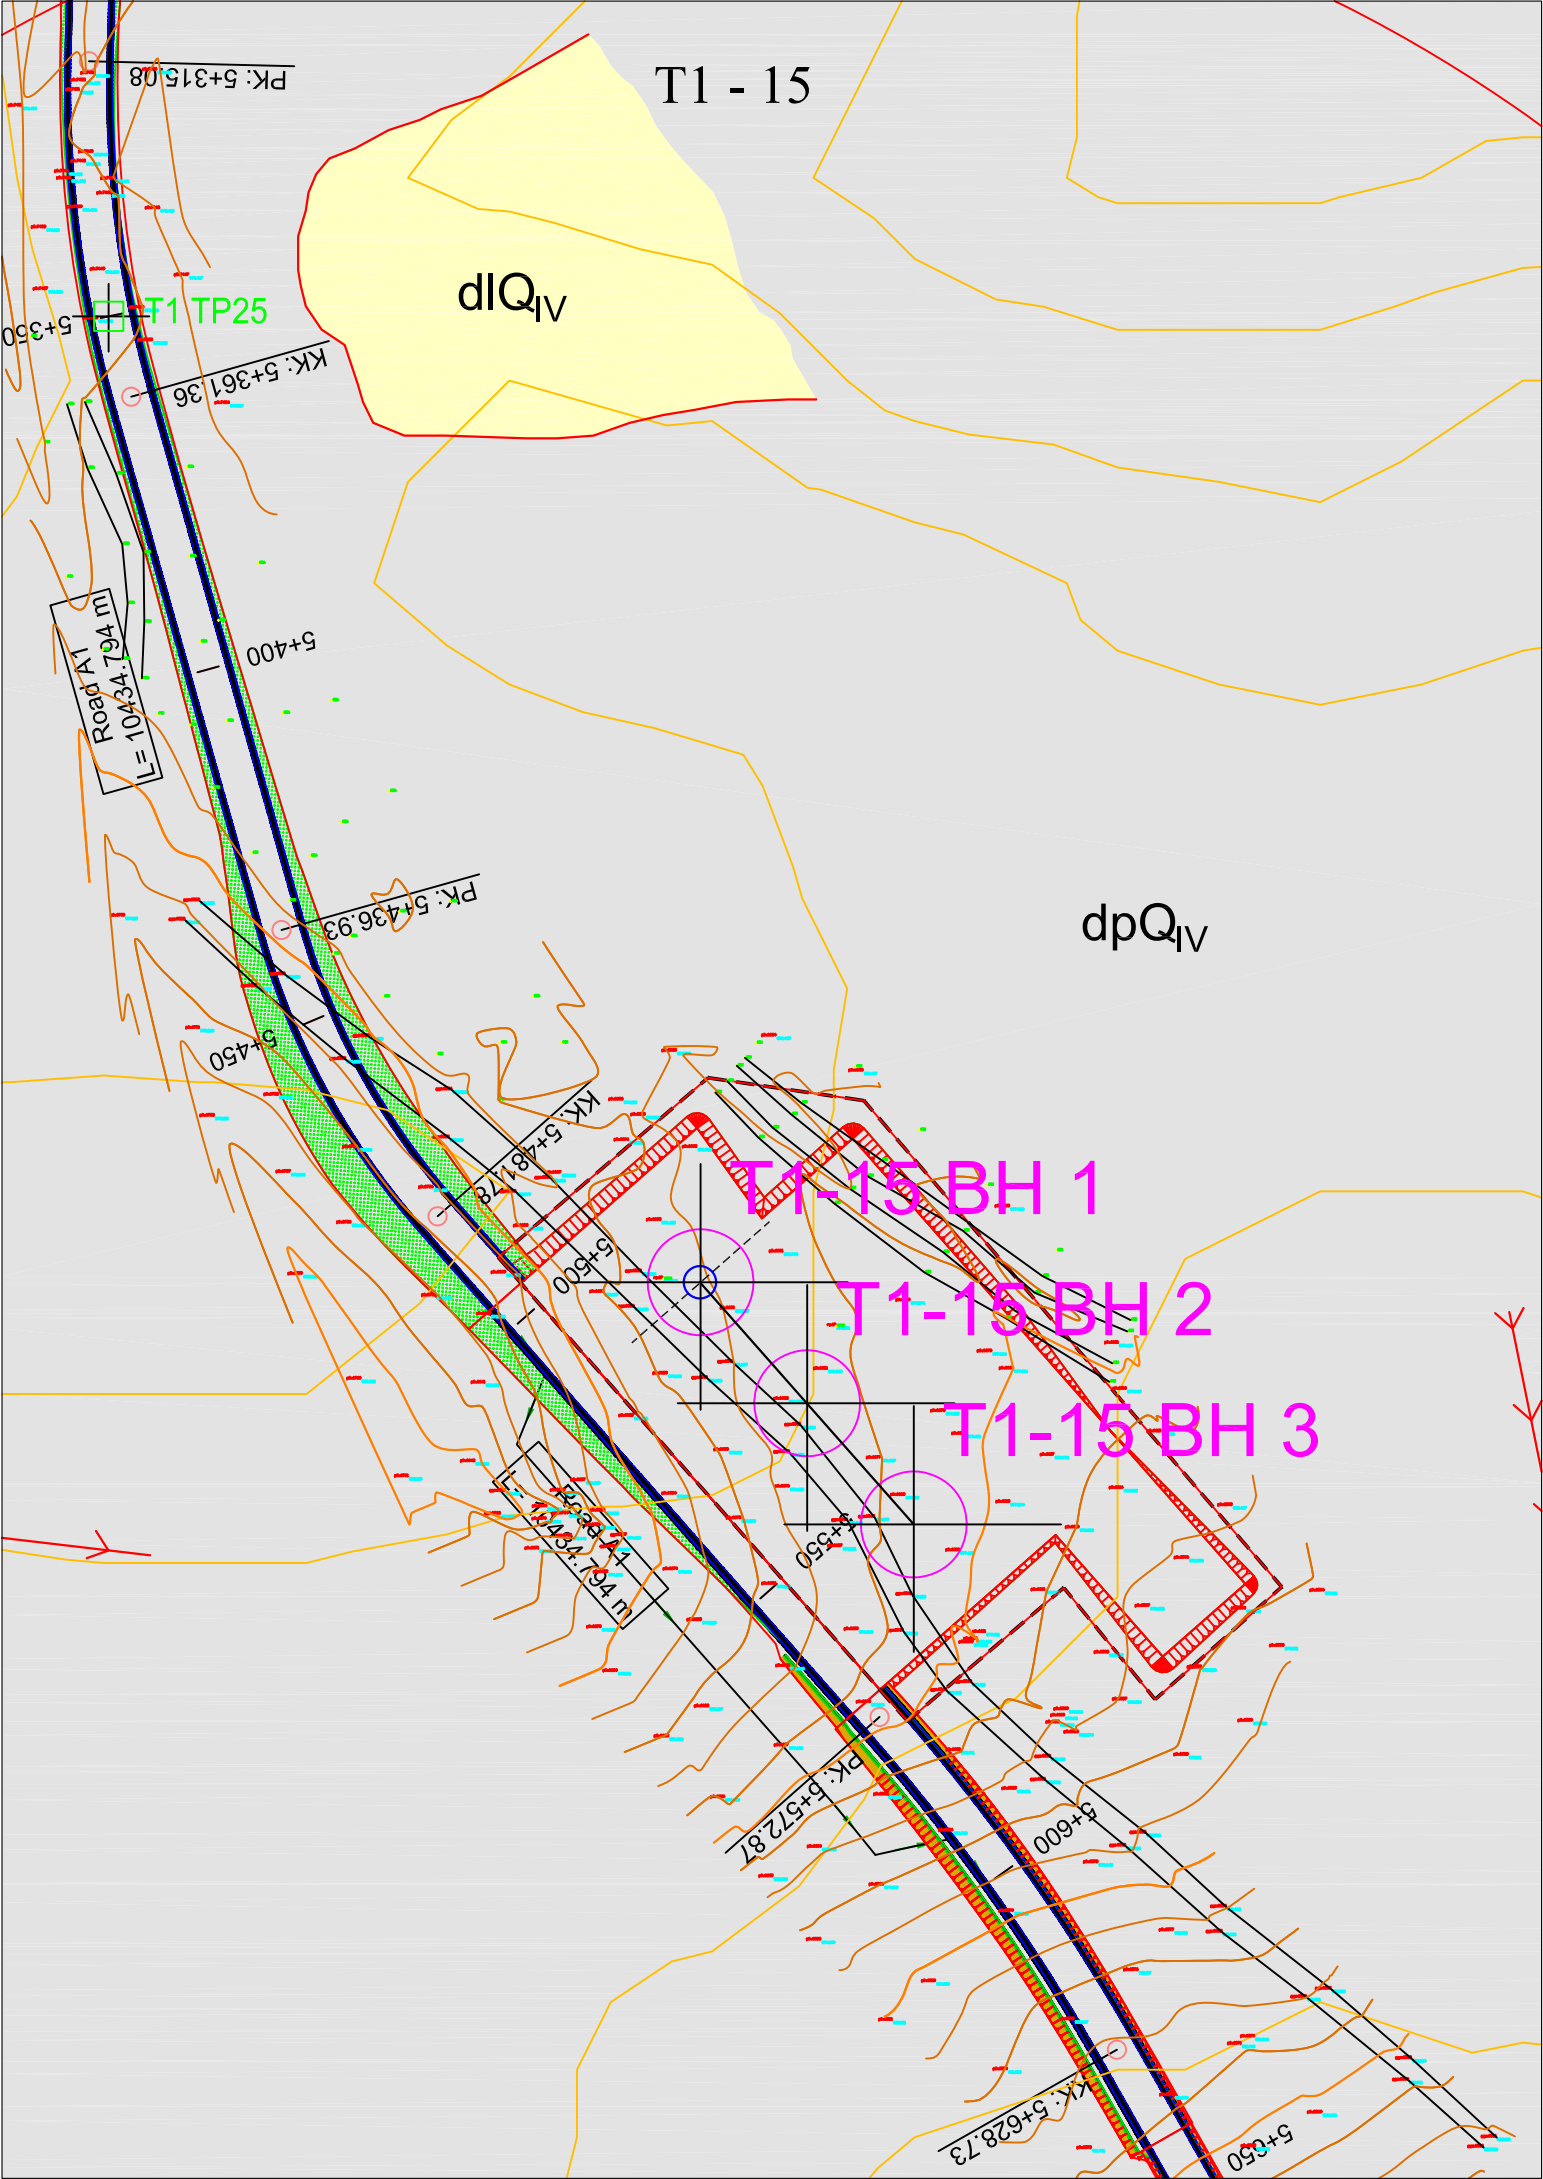 T1 - 15
PK: 5+315.08
dlQIV
T1 TP25
5+350
KK: 5+361.36
Road A1
L= 10434.794 m
5+400
PK: 5+436.93
dpQIV
5+450
KK: 5+481.78
T1-15 BH 1
5+500
T1-15 BH 2
T1-15 BH 3
Road A1
L= 10434.794 m
5+550
PK: 5+572.87
5+600
KK: 5+628.73
5+650